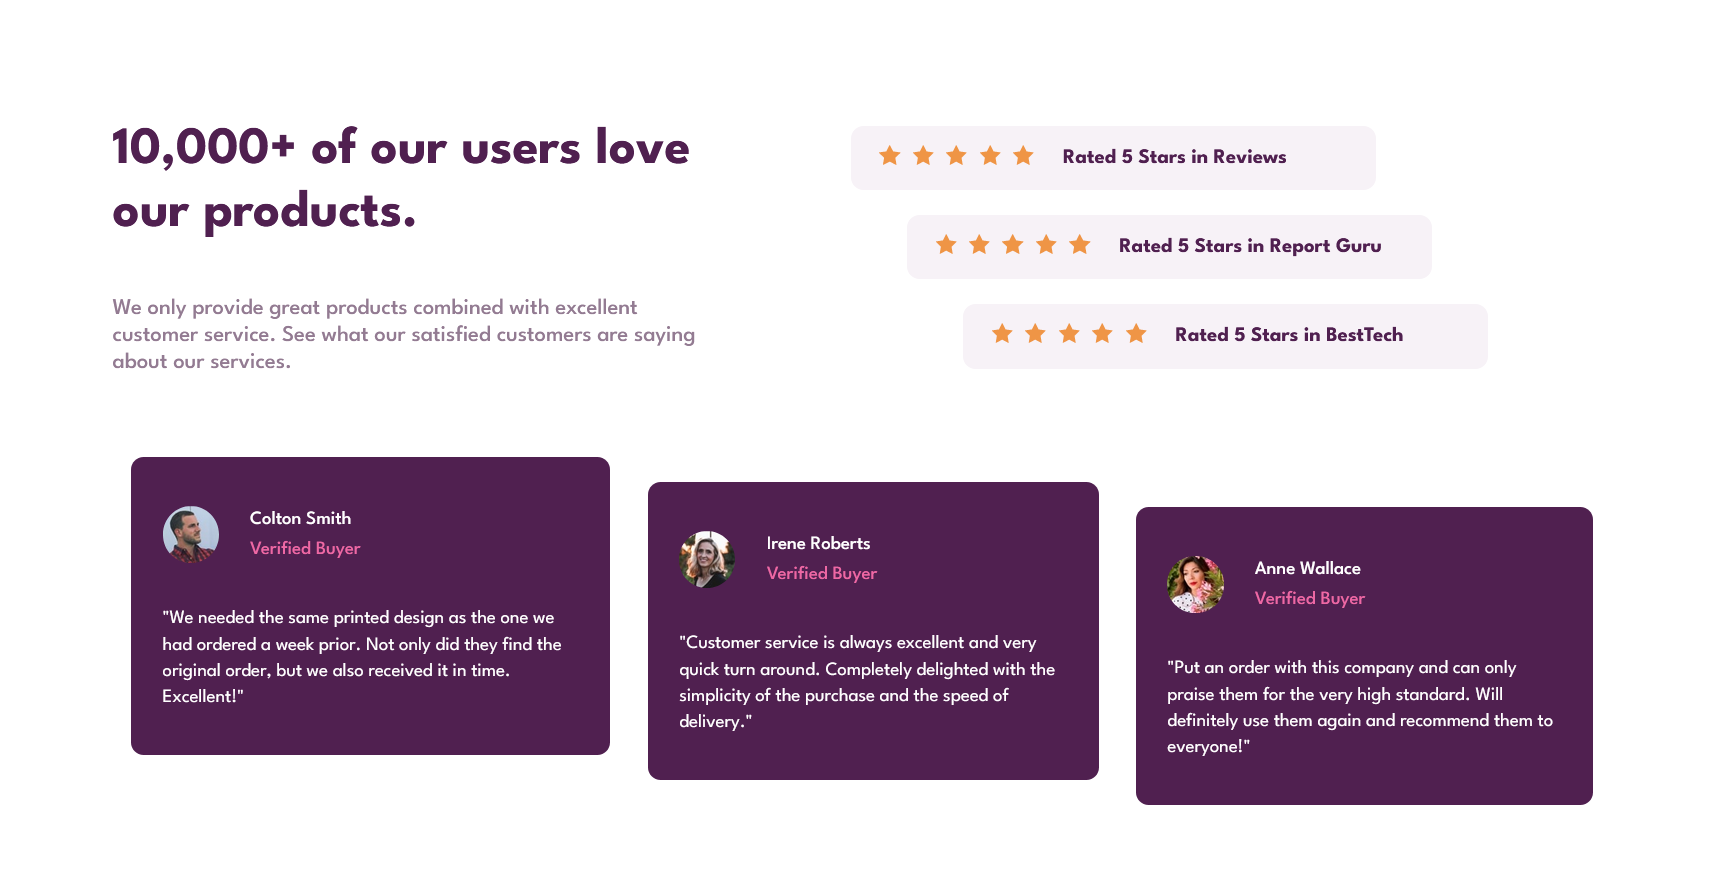 10,000+ of our users love
our products.
We only provide great products combined with excellent
customer service. See what our satisfied customers are saying
about our services.
Rated 5 Stars in Reviews
Rated 5 Stars in Report Guru
Rated 5 Stars in BestTech
Colton Smith
Verified Buyer
"We needed the same printed design as the one we
had ordered a week prior. Not only did they find the
original order, but we also received it in time.
Excellent!"
Irene Roberts
Verified Buyer
"Customer service is always excellent and very
quick turn around. Completely delighted with the
simplicity of the purchase and the speed of
delivery."
Anne Wallace
Verified Buyer
"Put an order with this company and can only
praise them for the very high standard. Will
definitely use them again and recommend them to
everyone!"